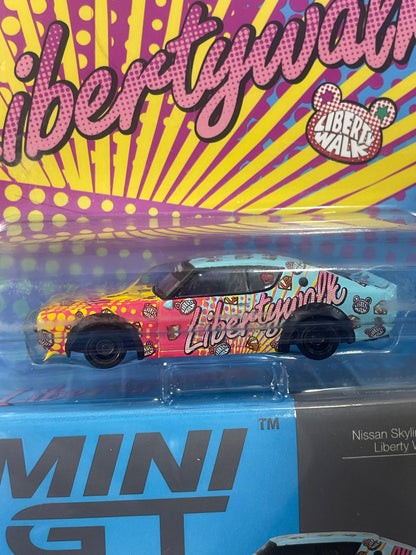 Libertywalk
LIBERTY
WALK
Libertywalk
MINI
GT
TM
Nissan Skylin
Liberty W